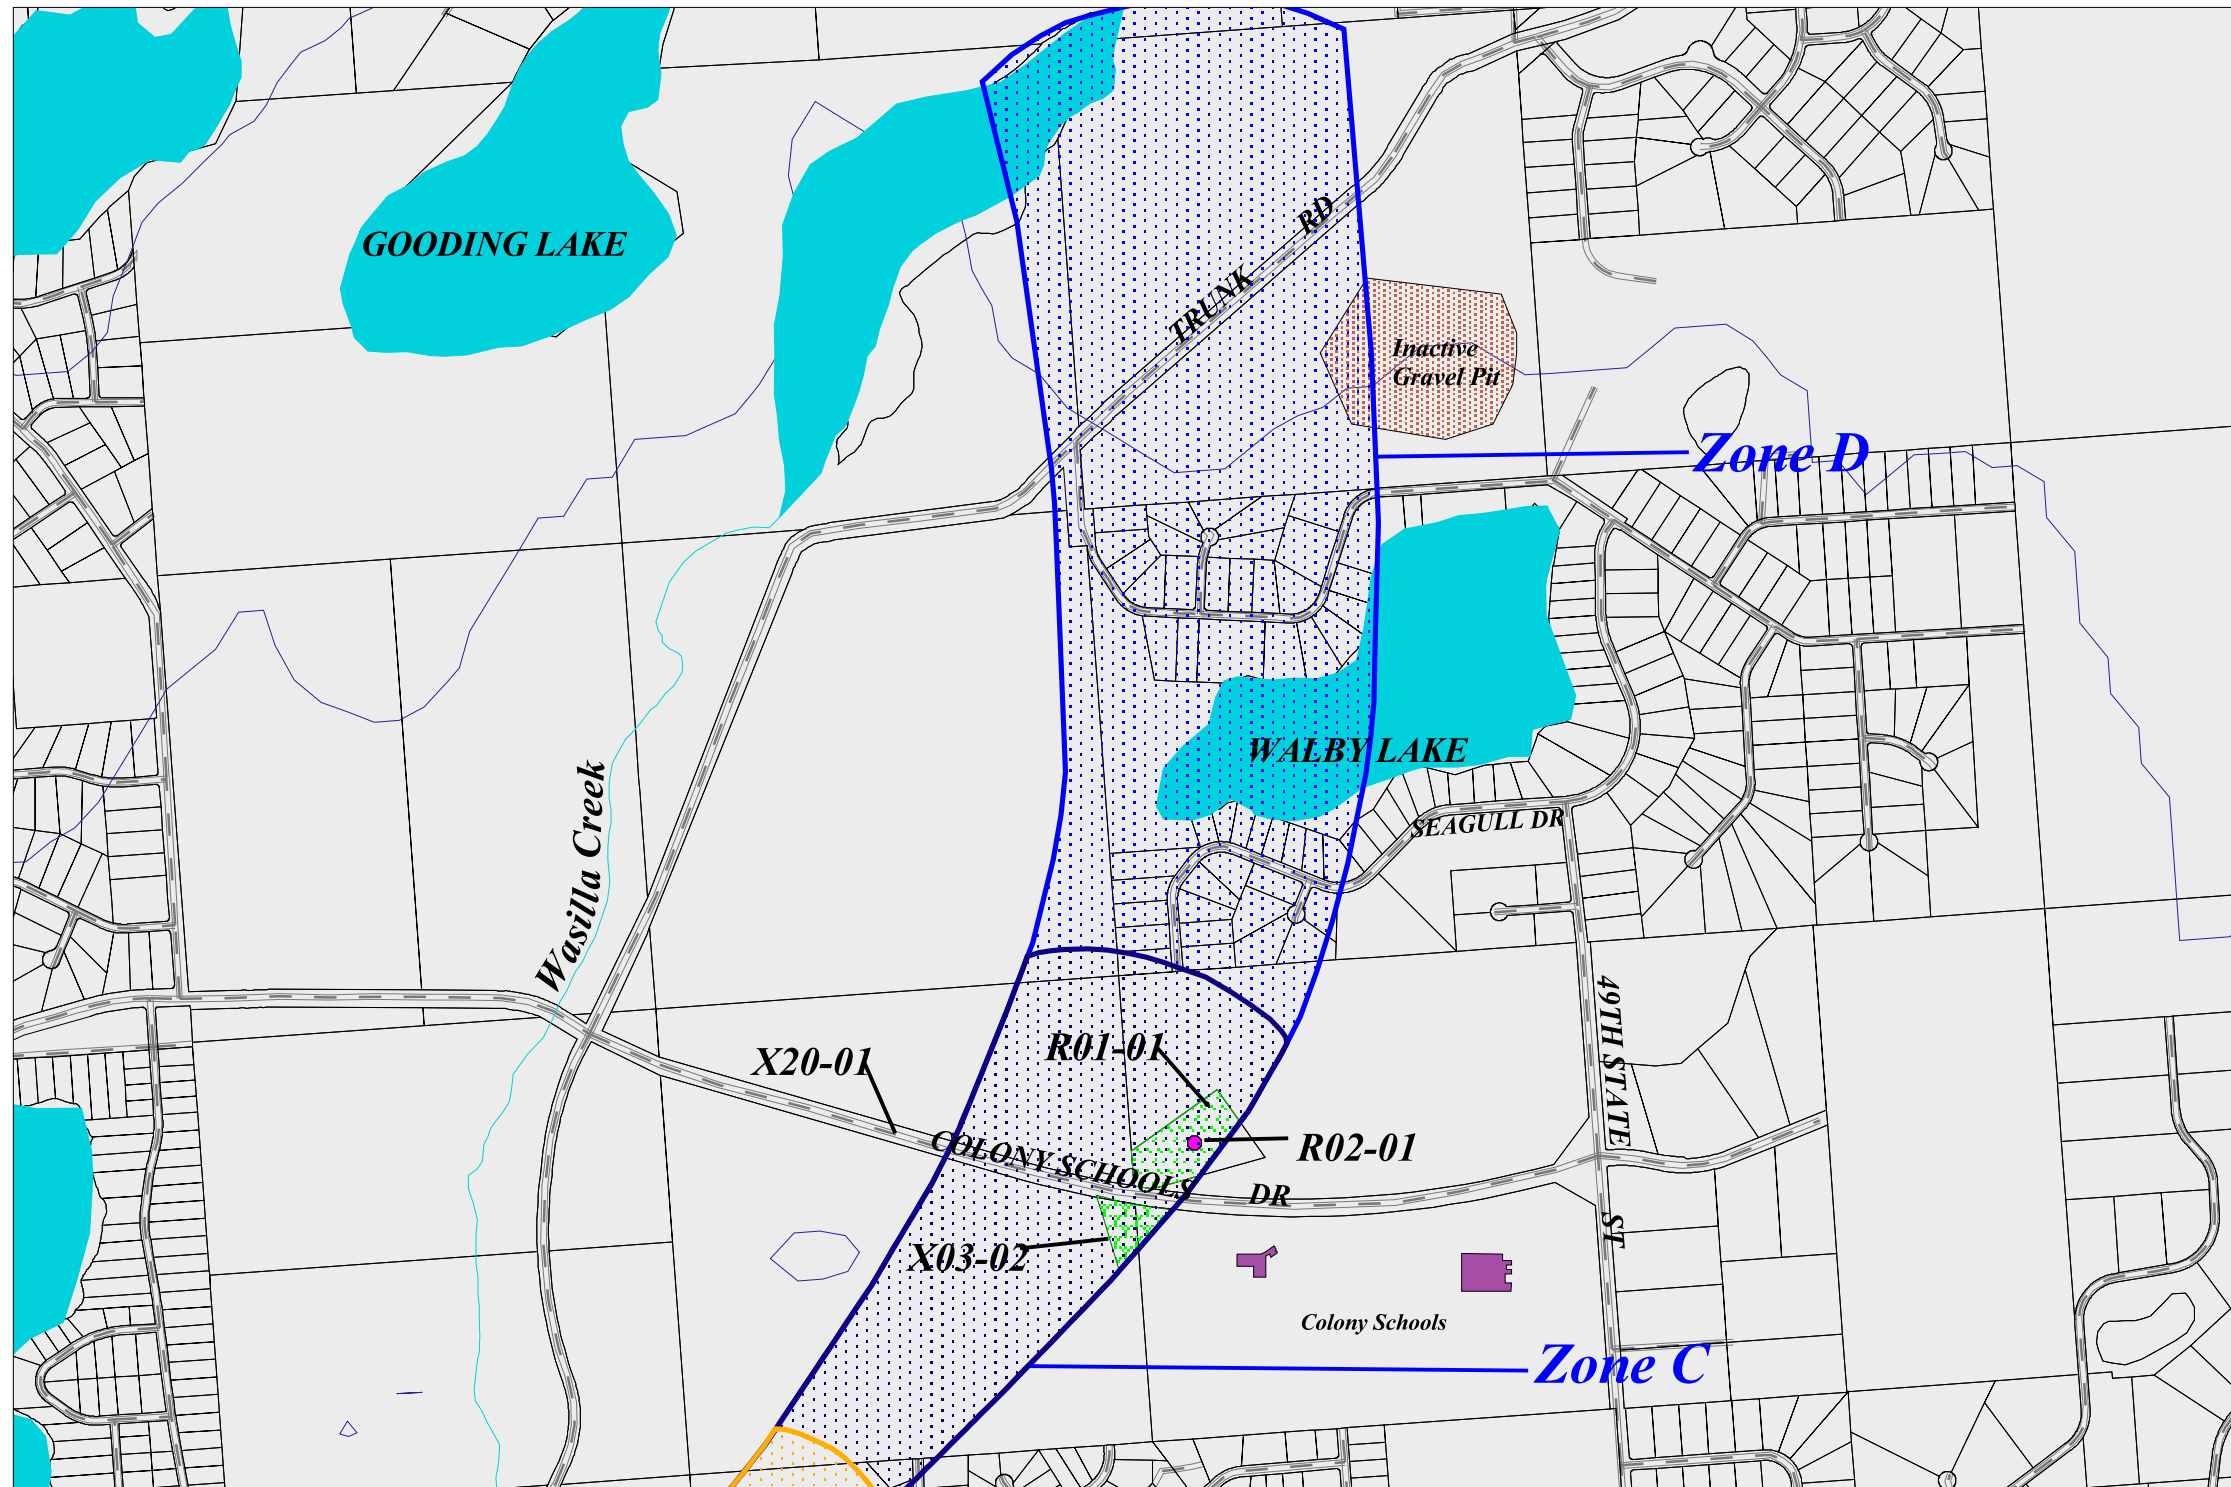 GOODING LAKE
TRUNK RD
Inactive
Gravel Pit
Zone D
WALBY LAKE
SEAGULL DR
Wasilla Creek
49TH STATE ST
X20-01
R01-01
COLONY SCHOOLS DR
R02-01
X03-02
Colony Schools
Zone C